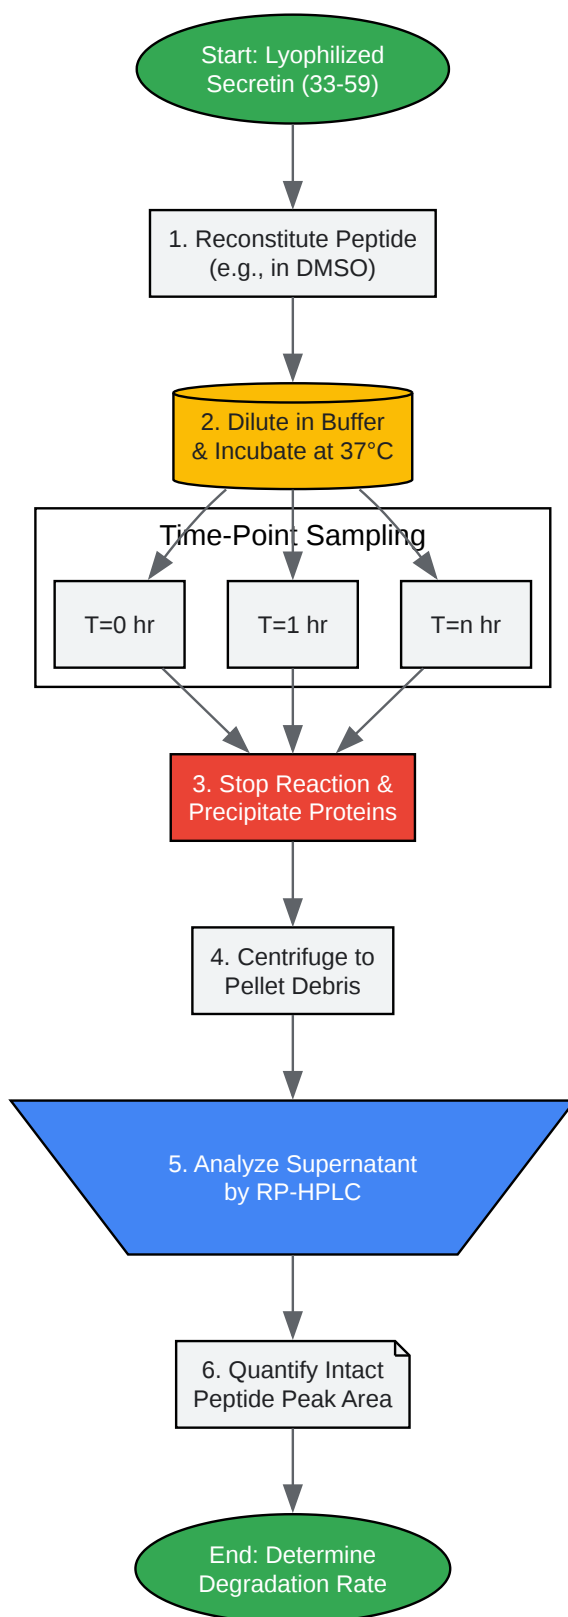 Start: Lyophilized
Secretin (33-59)
1. Reconstitute Peptide
(e.g., in DMSO)
2. Dilute in Buffer
& Incubate at 37°C
Time-Point Sampling
T=0 hr
T=1 hr
T=n hr
3. Stop Reaction &
Precipitate Proteins
4. Centrifuge to
Pellet Debris
5. Analyze Supernatant
by RP-HPLC
6. Quantify Intact
Peptide Peak Area
End: Determine
Degradation Rate